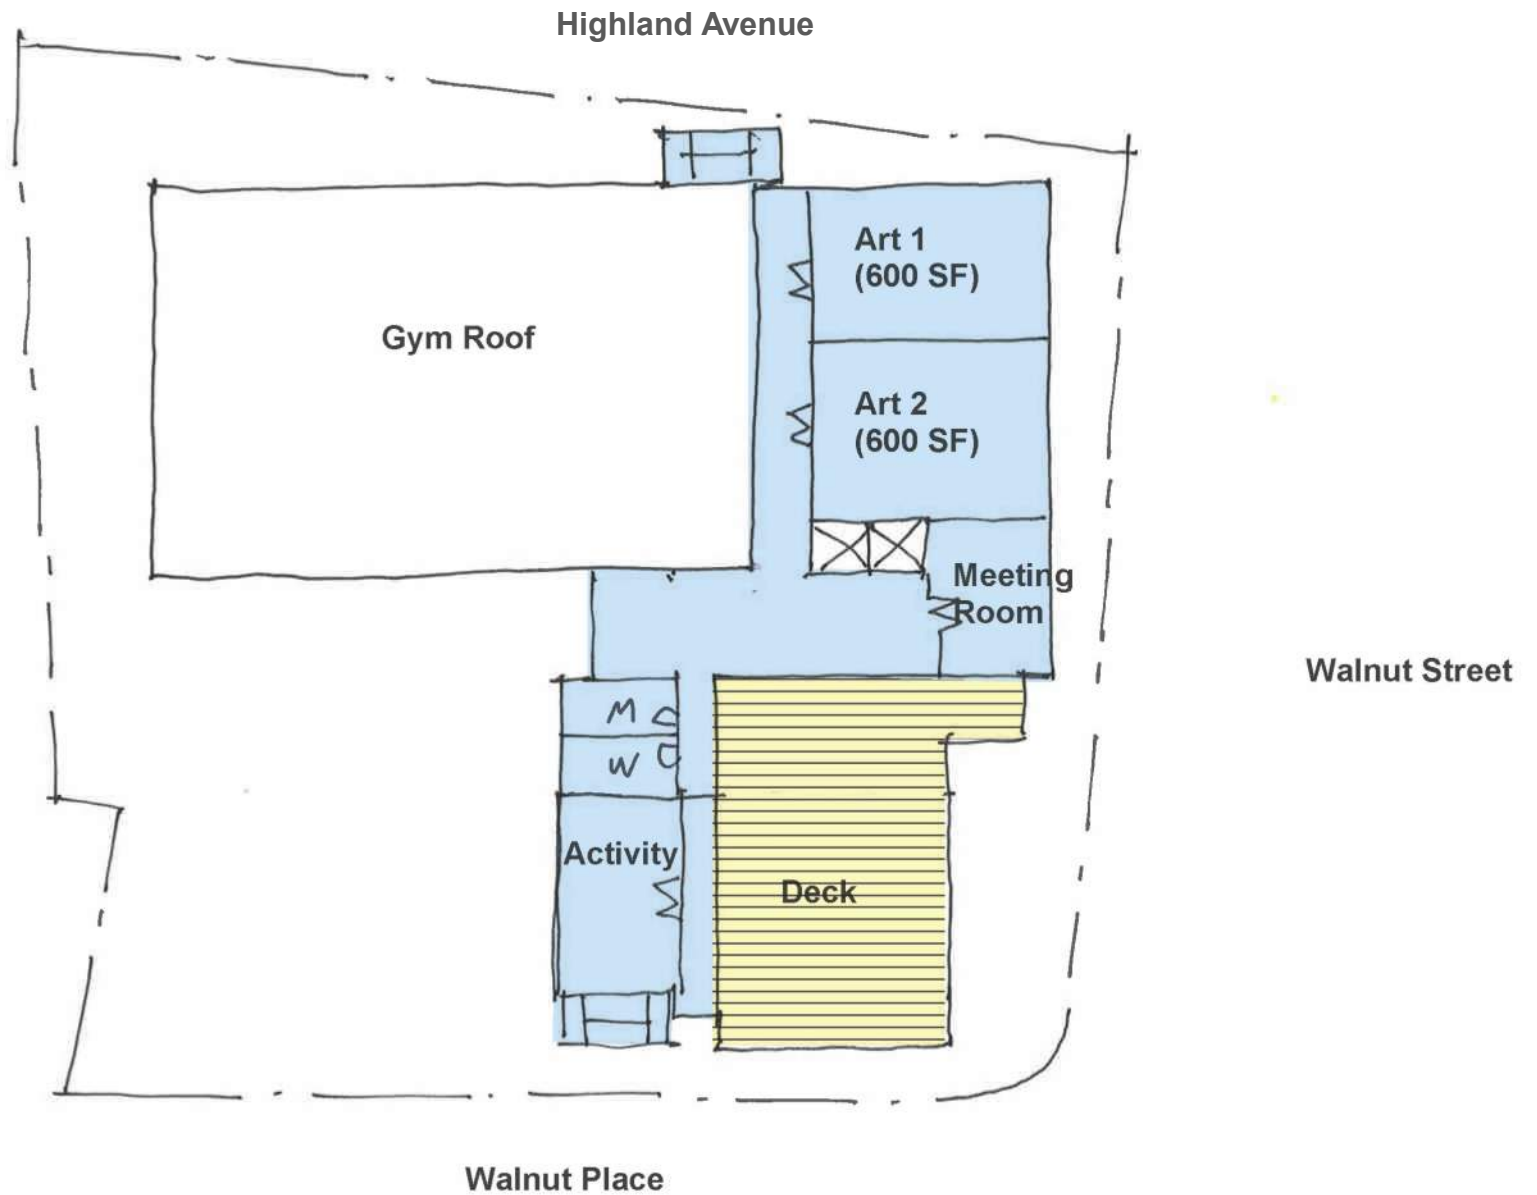 Highland Avenue
Art 1
(600 SF)
Gym Roof
Art 2
(600 SF)
Meeting
Room
Walnut Street
M
W
Activity
Deck
Walnut Place